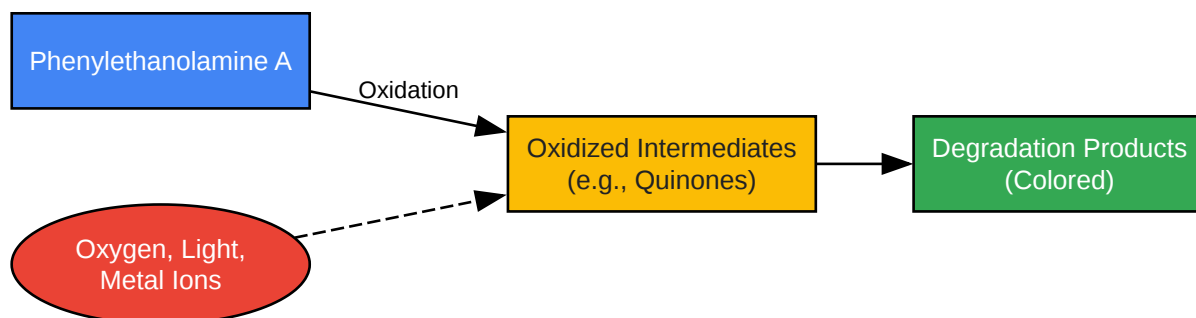 Phenylethanolamine A
Oxidation
Oxidized Intermediates
(e.g., Quinones)
Degradation Products
(Colored)
Oxygen, Light,
Metal Ions